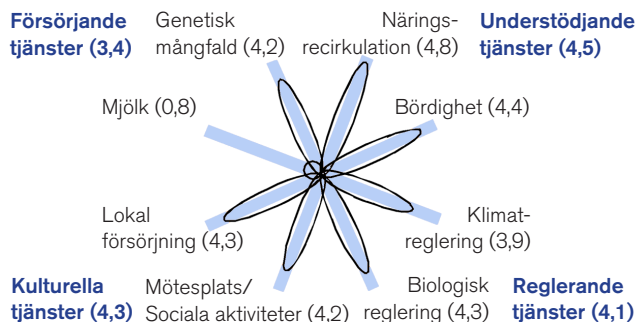 Försörjande
tjänster (3,4)
Genetisk
mångfald (4,2)
Närings-
recirkulation (4,8)
Understödjande
tjänster (4,5)
Mjölk (0,8)
Bördighet (4,4)
Lokal
försörjning (4,3)
Klimat-
reglering (3,9)
Kulturella
tjänster (4,3)
Mötesplats/
Sociala aktiviteter (4,2)
Biologisk
reglering (4,3)
Reglerande
tjänster (4,1)